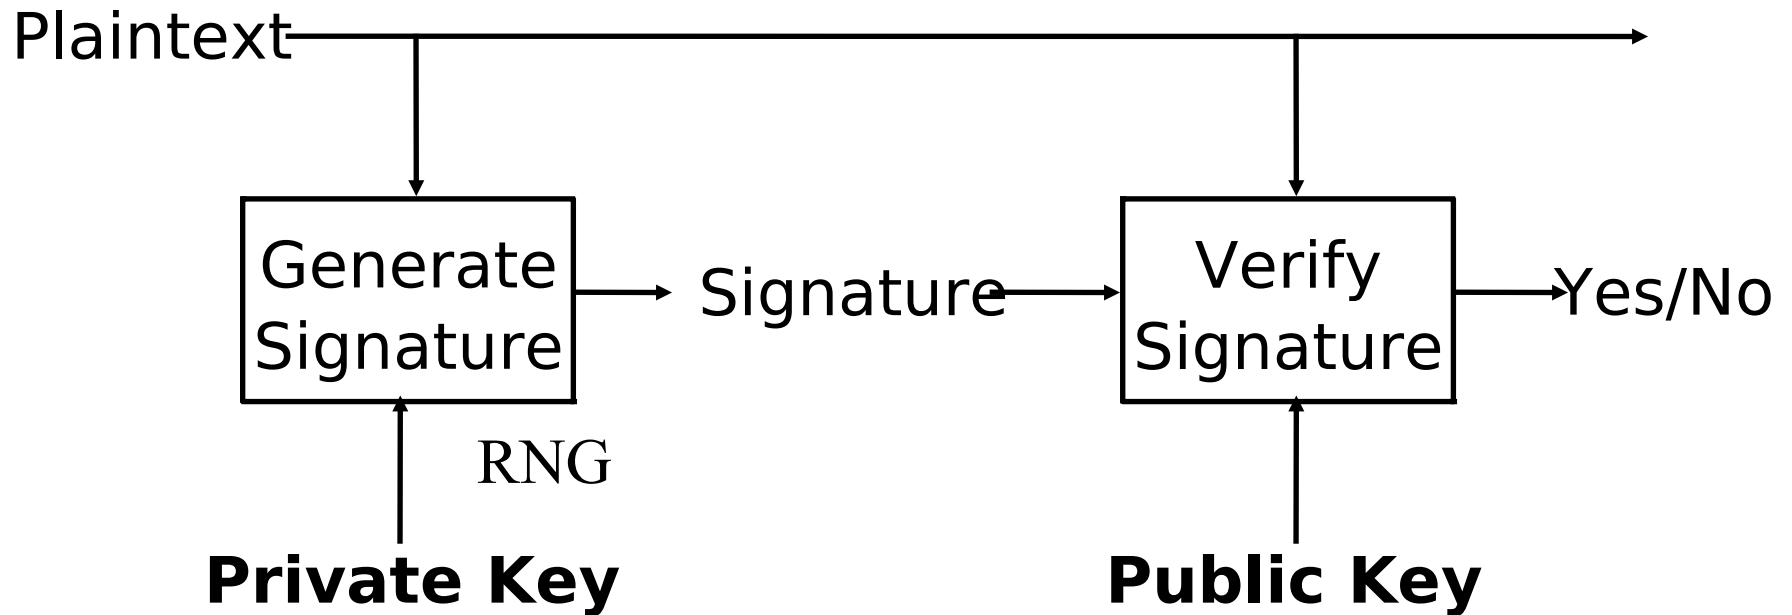 Plaintext
Generate
Signature
Signature
Verify
Signature
Yes/No
RNG
Private Key
Public Key